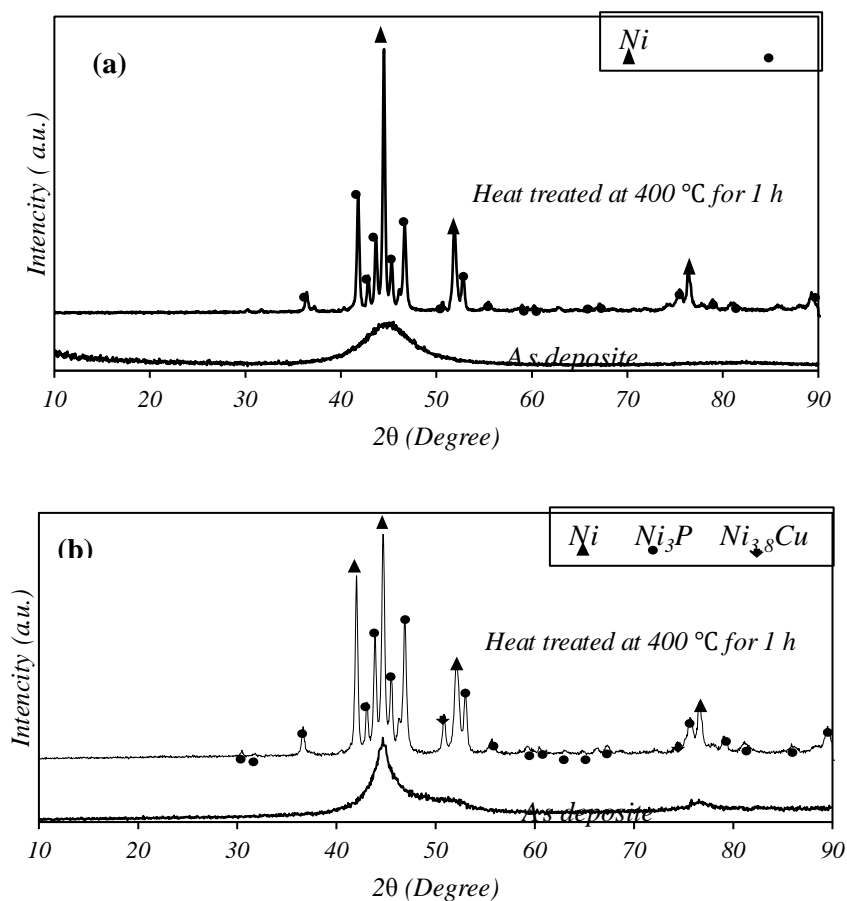 (a)
Ni
Intencity ( a.u.)
Heat treated at 400 °C for 1 h
As deposite
10 20 30 40 50 60 70 80 90
2θ (Degree)
(b)
Ni Ni₃P Ni₃.₈Cu
Intencity (a.u.)
Heat treated at 400 °C for 1 h
As deposite
10 20 30 40 50 60 70 80 90
2θ (Degree)